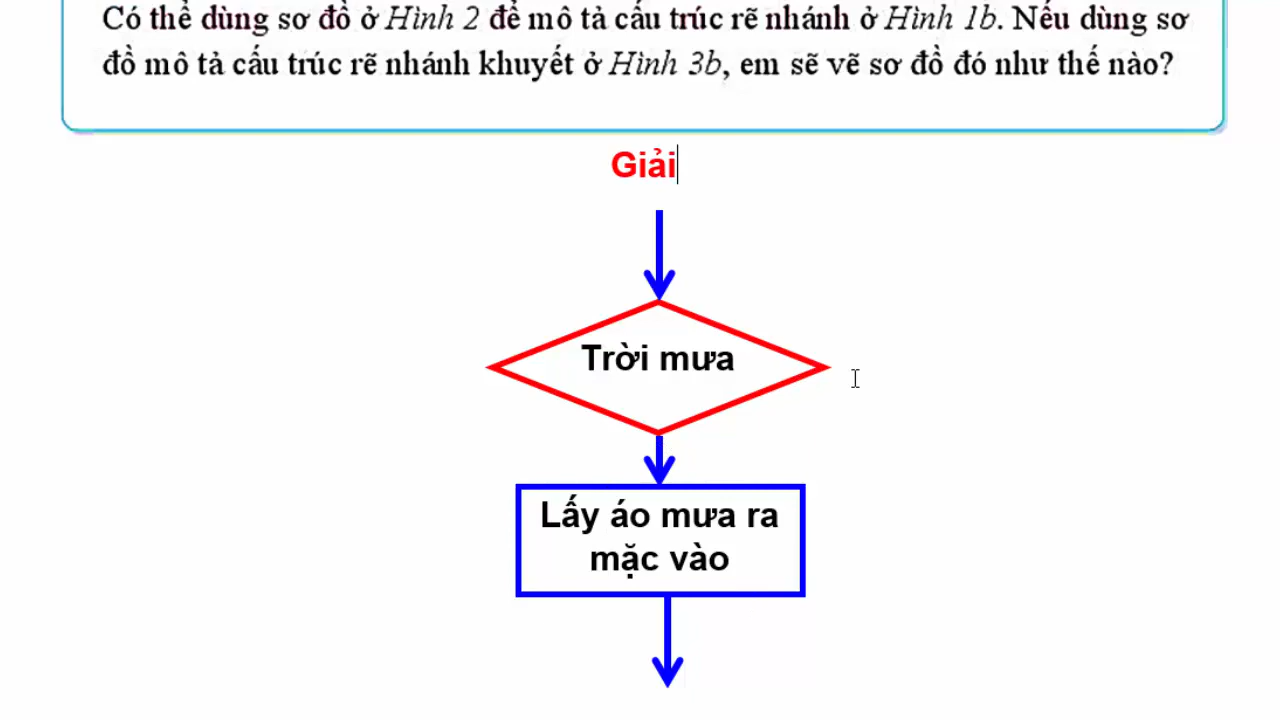 Có thể dùng sơ đồ ở Hình 2 để mô tả cấu trúc rẽ nhánh ở Hình 1b. Nếu dùng sơ
đồ mô tả cấu trúc rẽ nhánh khuyết ở Hình 3b, em sẽ vẽ sơ đồ đó như thế nào?
Giải
Trời mưa
Lấy áo mưa ra
mặc vào